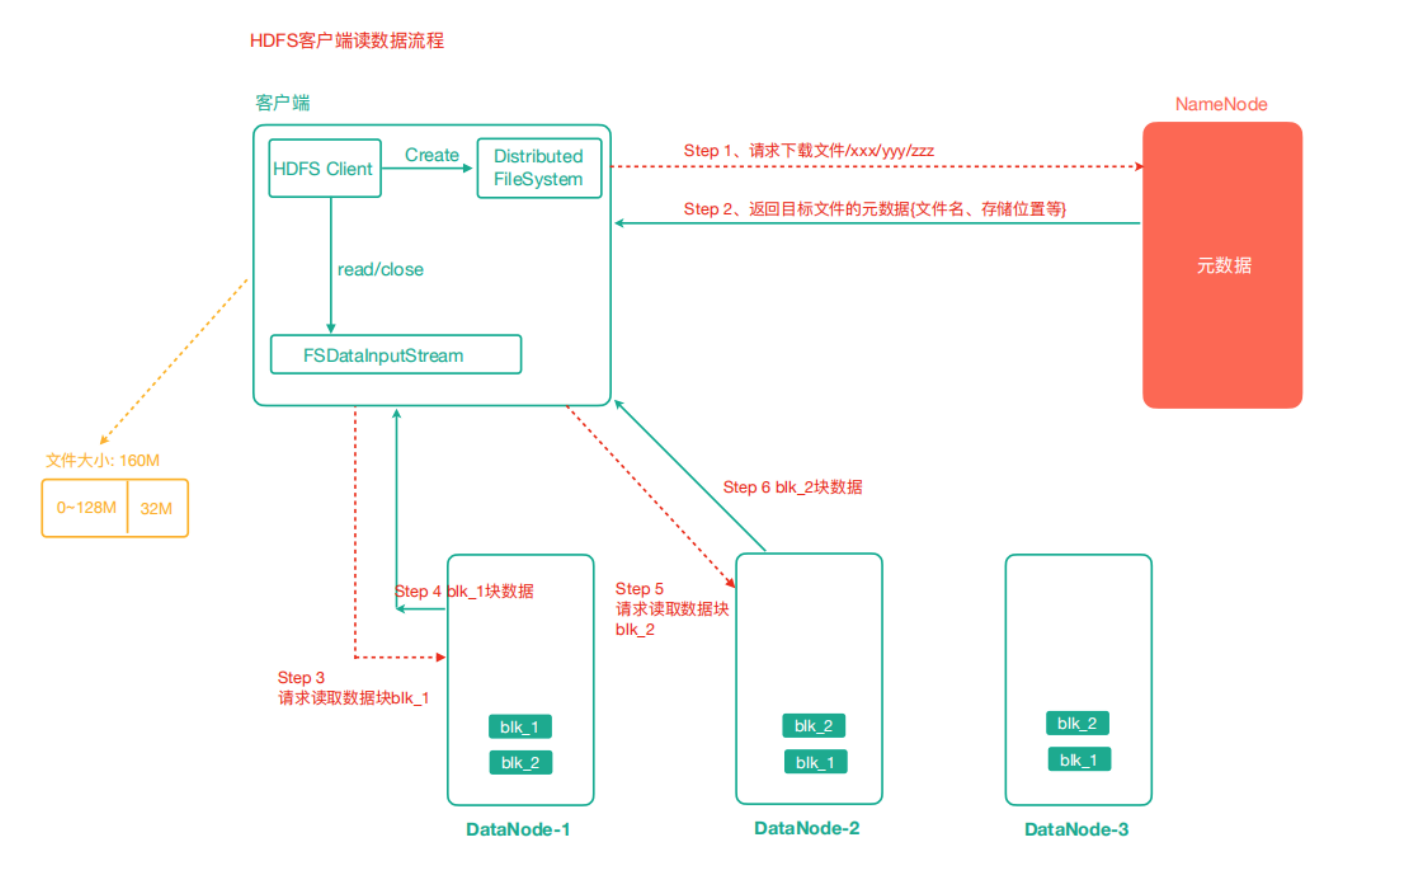 HDFS客户端读数据流程
客户端
NameNode
HDFS Client
Create
Distributed
FileSystem
Step 1、请求下载文件/xxx/yyy/zzz
Step 2、返回目标文件的元数据{文件名、存储位置等}
元数据
read/close
FSDataInputStream
文件大小: 160M
0~128M
32M
Step 6 blk_2块数据
Step 4 blk_1块数据
Step 5
请求读取数据块
blk_2
Step 3
请求读取数据块blk_1
blk_1
blk_2
blk_2
blk_1
blk_2
blk_1
DataNode-1
DataNode-2
DataNode-3